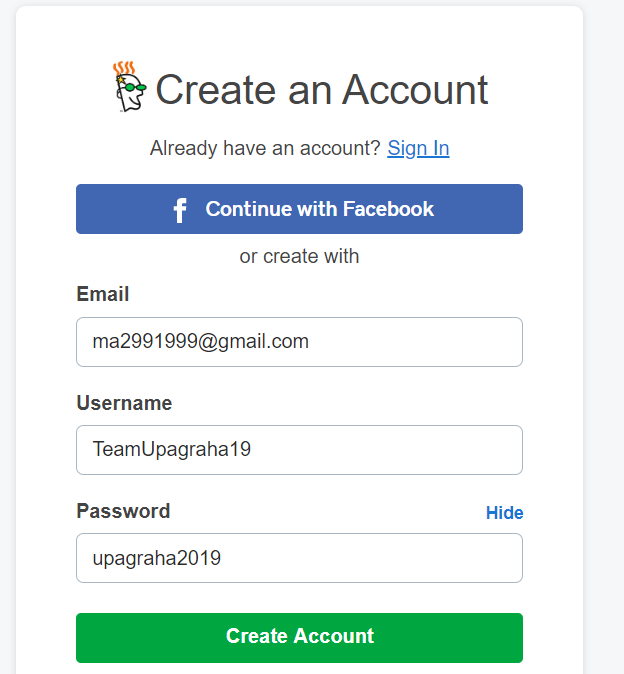 Create an Account
Already have an account? Sign In
Continue with Facebook
or create with
Email
ma2991999@gmail.com
Username
TeamUpagraha19
Password Hide
upagraha2019
Create Account